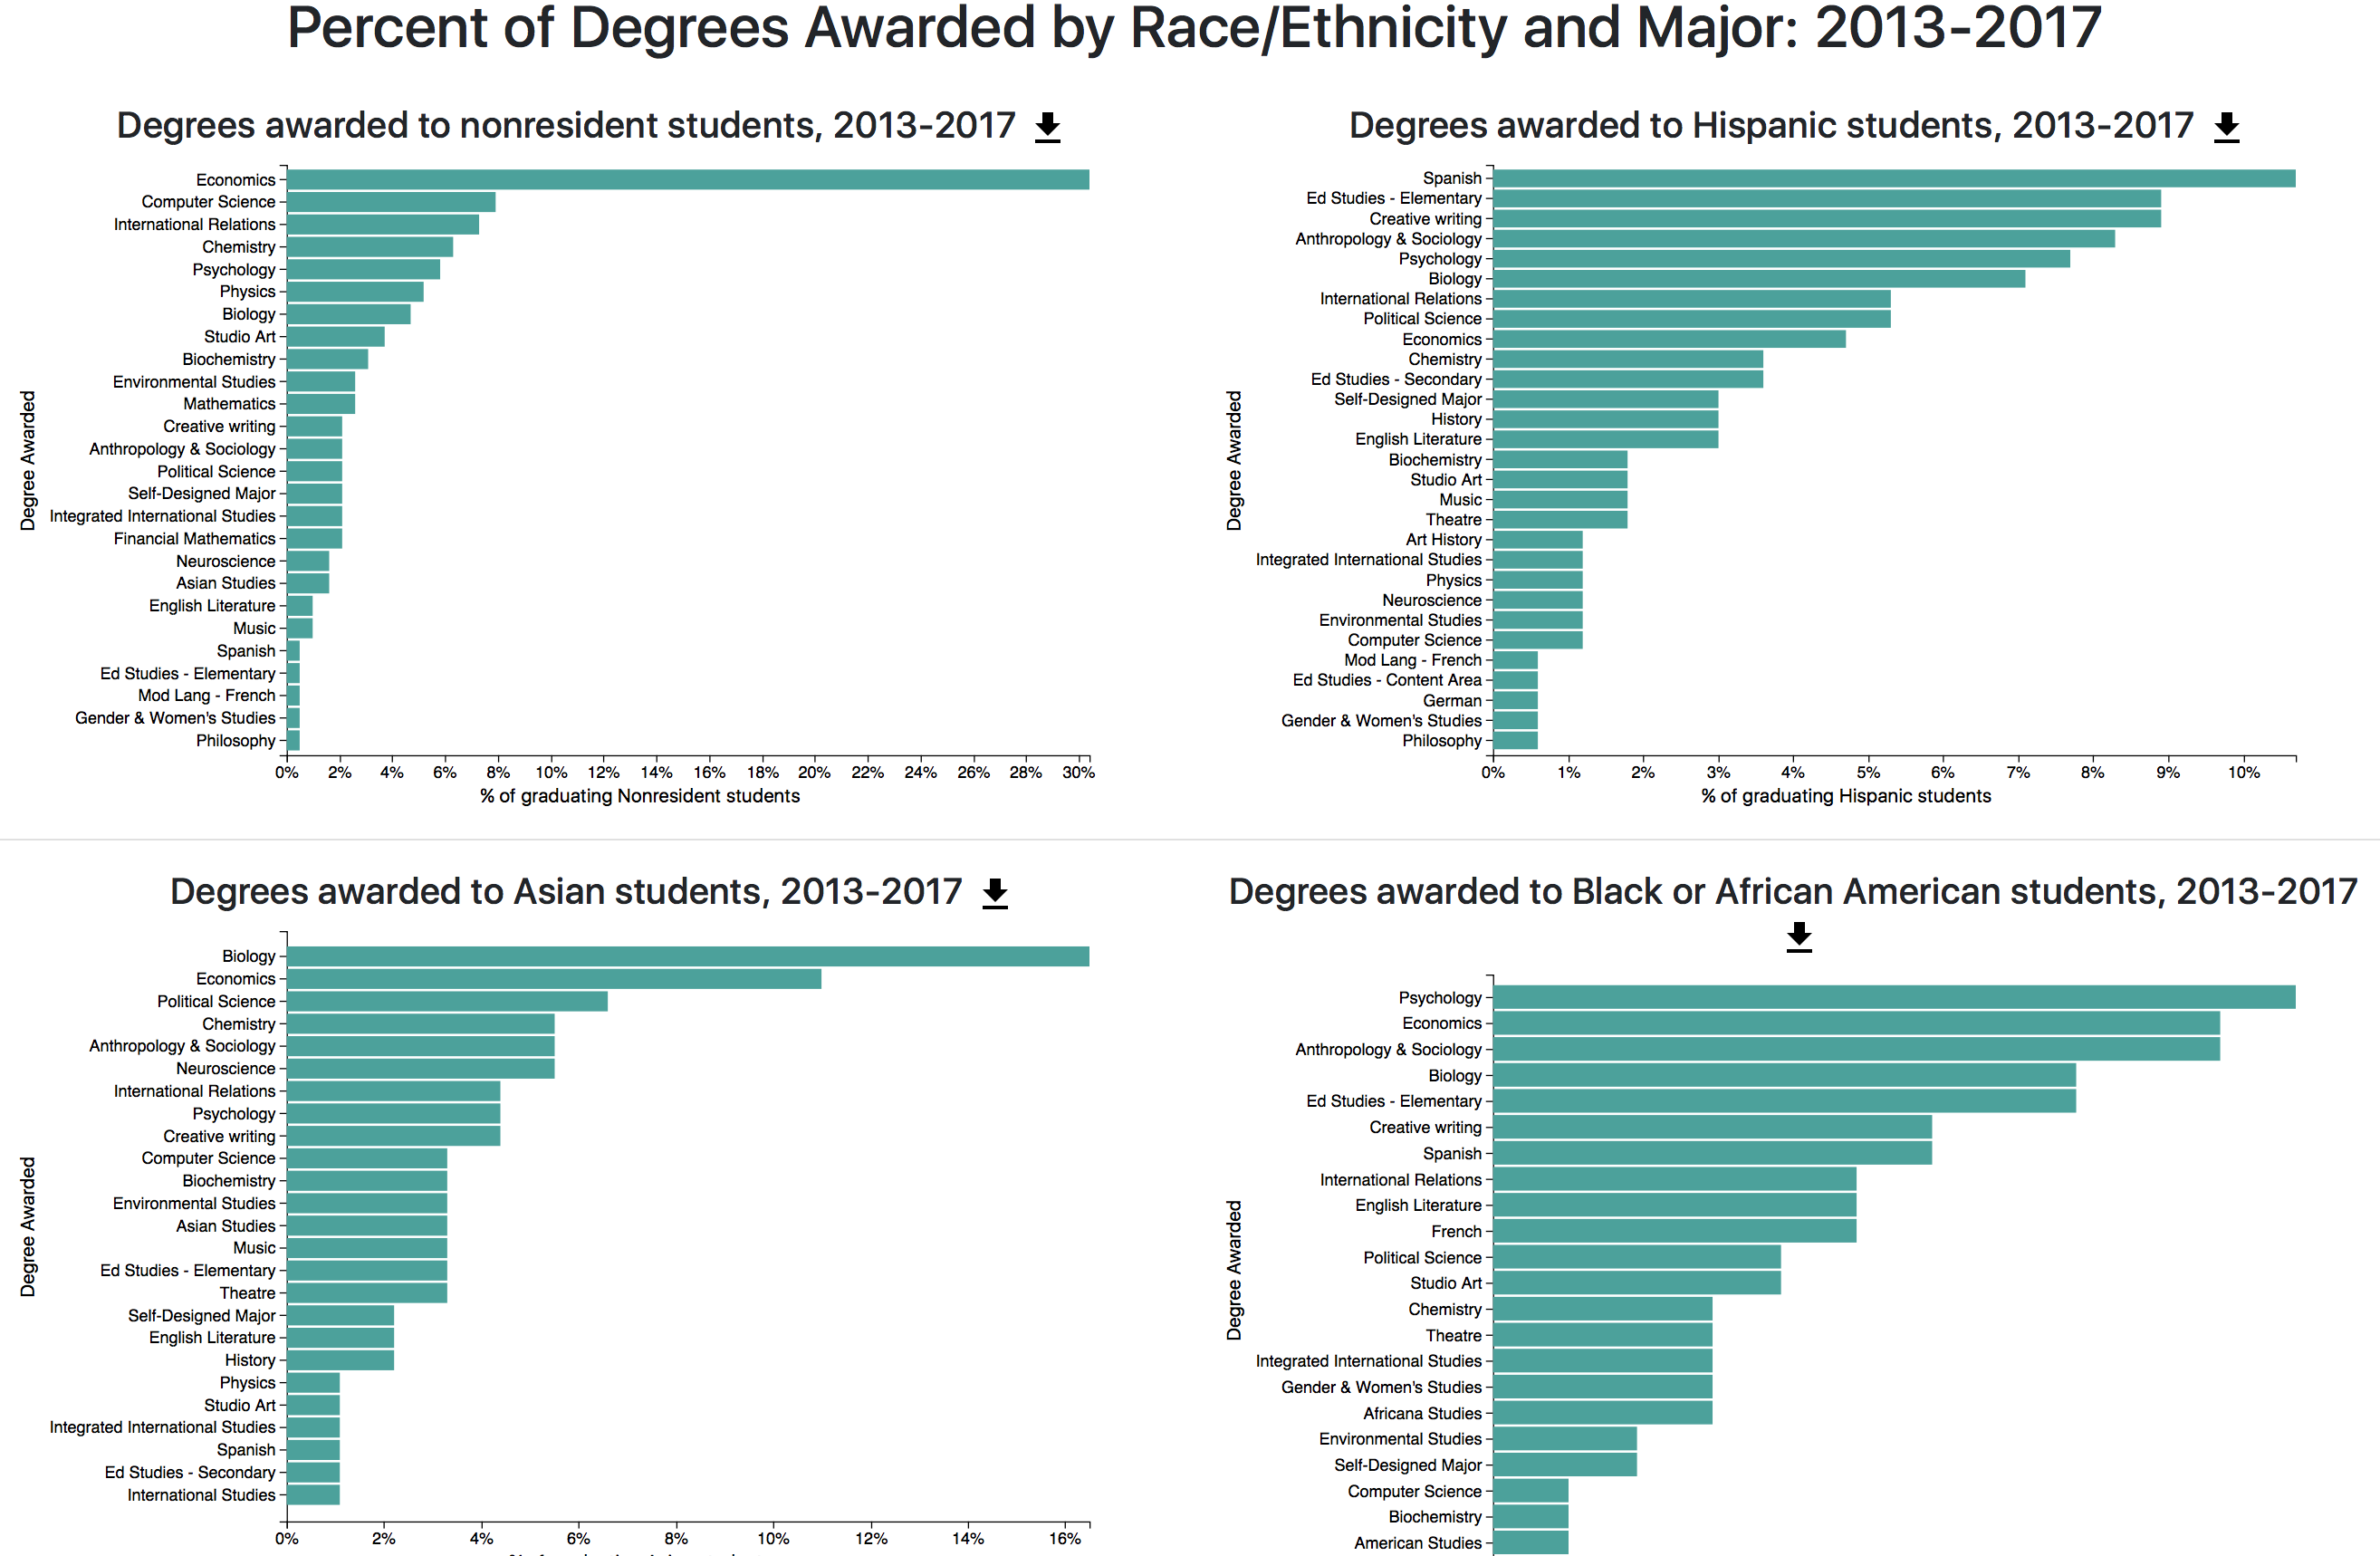 Percent of Degrees Awarded by Race/Ethnicity and Major: 2013-2017
Degrees awarded to nonresident students, 2013-2017
Degree Awarded
Economics
Computer Science
International Relations
Chemistry
Psychology
Physics
Biology
Studio Art
Biochemistry
Environmental Studies
Mathematics
Creative writing
Anthropology & Sociology
Political Science
Self-Designed Major
Integrated International Studies
Financial Mathematics
Neuroscience
Asian Studies
English Literature
Music
Spanish
Ed Studies - Elementary
Mod Lang - French
Gender & Women's Studies
Philosophy
0% 2% 4% 6% 8% 10% 12% 14% 16% 18% 20% 22% 24% 26% 28% 30%
% of graduating Nonresident students
Degrees awarded to Hispanic students, 2013-2017
Degree Awarded
Spanish
Ed Studies - Elementary
Creative writing
Anthropology & Sociology
Psychology
Biology
International Relations
Political Science
Economics
Chemistry
Ed Studies - Secondary
Self-Designed Major
History
English Literature
Biochemistry
Studio Art
Music
Theatre
Art History
Integrated International Studies
Physics
Neuroscience
Environmental Studies
Computer Science
Mod Lang - French
Ed Studies - Content Area
German
Gender & Women's Studies
Philosophy
0% 1% 2% 3% 4% 5% 6% 7% 8% 9% 10%
% of graduating Hispanic students
Degrees awarded to Asian students, 2013-2017
Degree Awarded
Biology
Economics
Political Science
Chemistry
Anthropology & Sociology
Neuroscience
International Relations
Psychology
Creative writing
Computer Science
Biochemistry
Environmental Studies
Asian Studies
Music
Ed Studies - Elementary
Theatre
Self-Designed Major
English Literature
History
Physics
Studio Art
Integrated International Studies
Spanish
Ed Studies - Secondary
International Studies
0% 2% 4% 6% 8% 10% 12% 14% 16%
Degrees awarded to Black or African American students, 2013-2017
Degree Awarded
Psychology
Economics
Anthropology & Sociology
Biology
Ed Studies - Elementary
Creative writing
Spanish
International Relations
English Literature
French
Political Science
Studio Art
Chemistry
Theatre
Integrated International Studies
Gender & Women's Studies
Africana Studies
Environmental Studies
Self-Designed Major
Computer Science
Biochemistry
American Studies